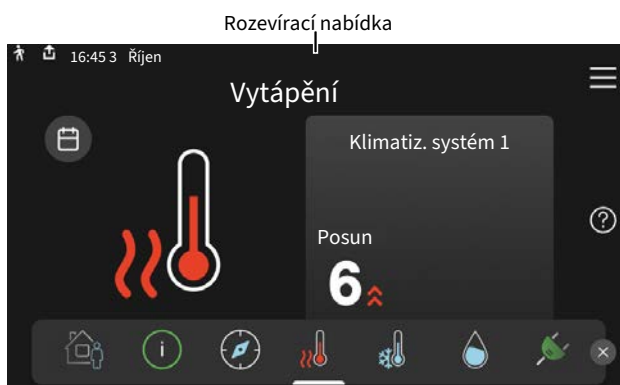 Rozevírací nabídka
16:45 3 Říjen
Vytápění
Klimatiz. systém 1
Posun
6